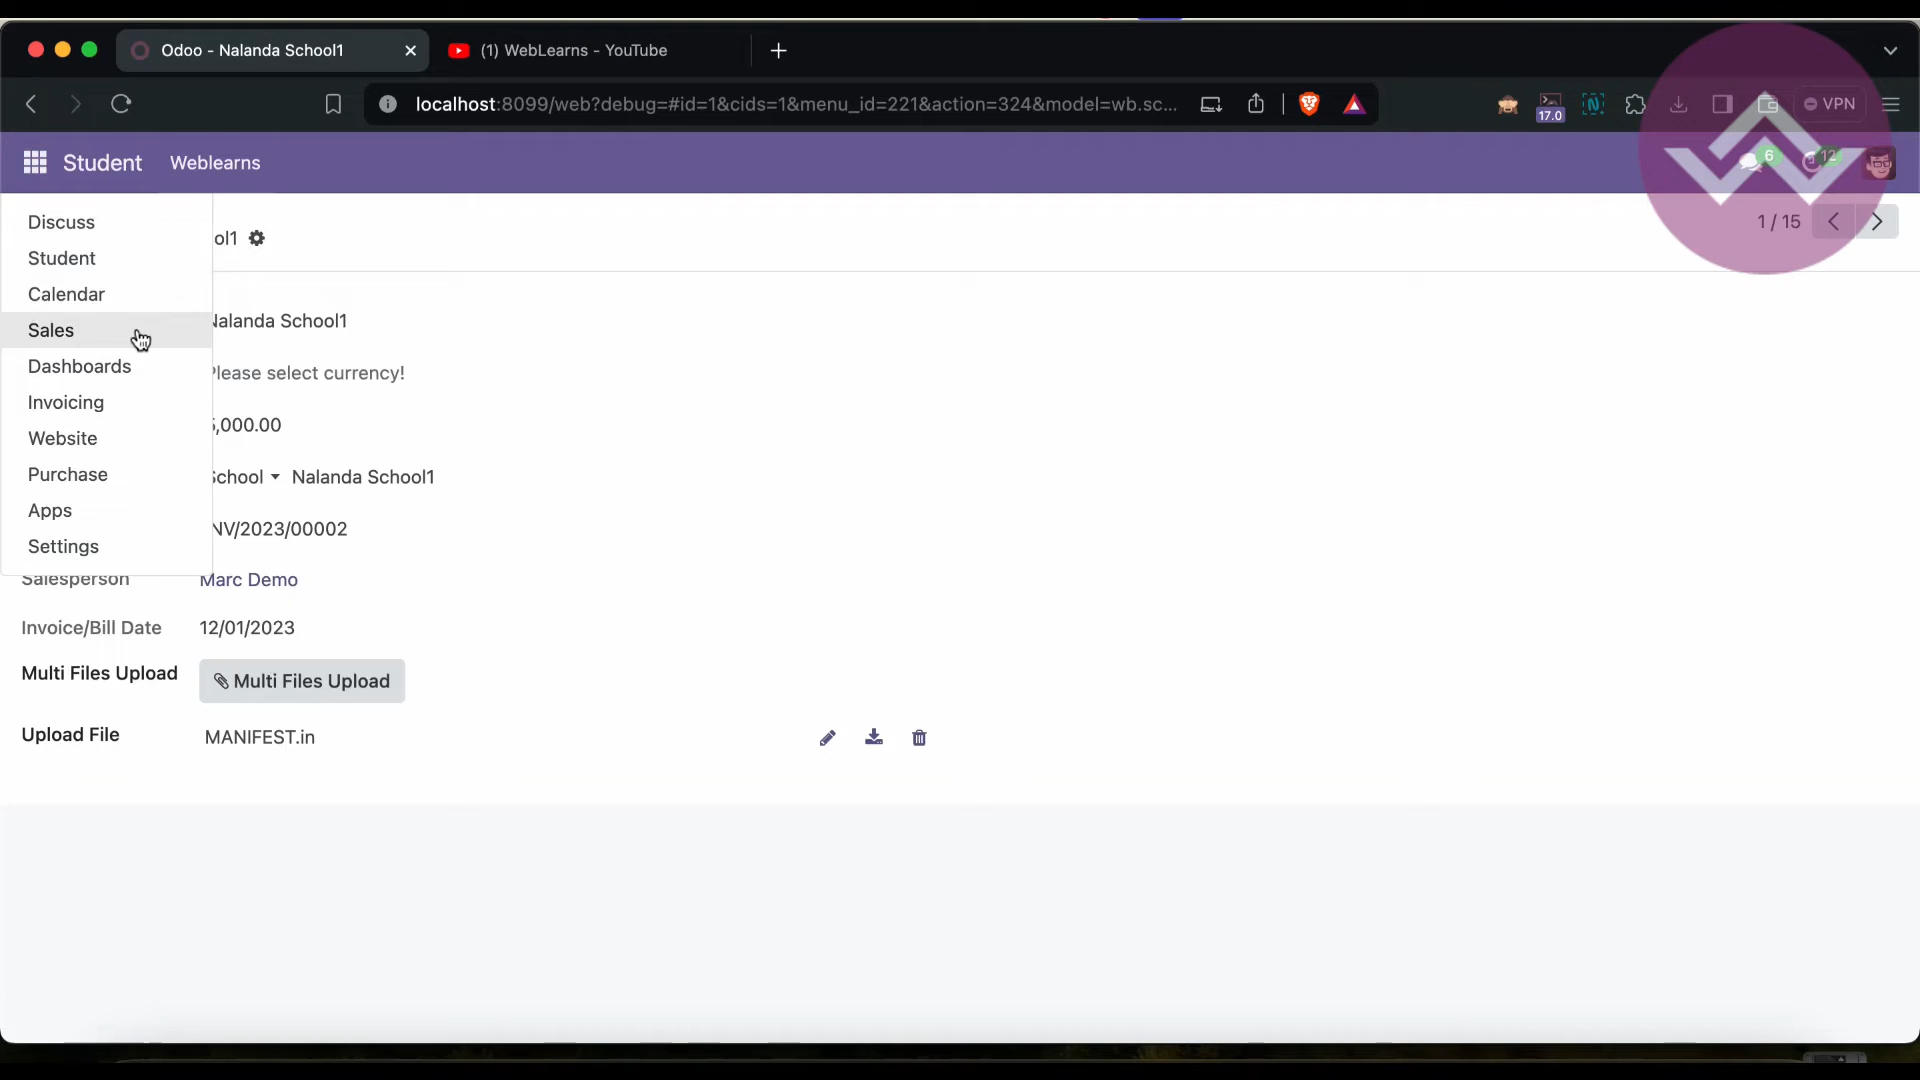 Odoo - Nalanda School1
(1) WebLearns - YouTube
localhost:8099/web?debug=#id=1&cids=1&menu_id=221&action=324&model=wb.sc...
17.0
VPN
Student
Weblearns
6
12
Discuss
Student
Calendar
Sales
Dashboards
Invoicing
Website
Purchase
Apps
Settings
ol1
1 / 15
Nalanda School1
Please select currency!
5,000.00
School Nalanda School1
NV/2023/00002
Salesperson Marc Demo
Invoice/Bill Date 12/01/2023
Multi Files Upload Multi Files Upload
Upload File MANIFEST.in